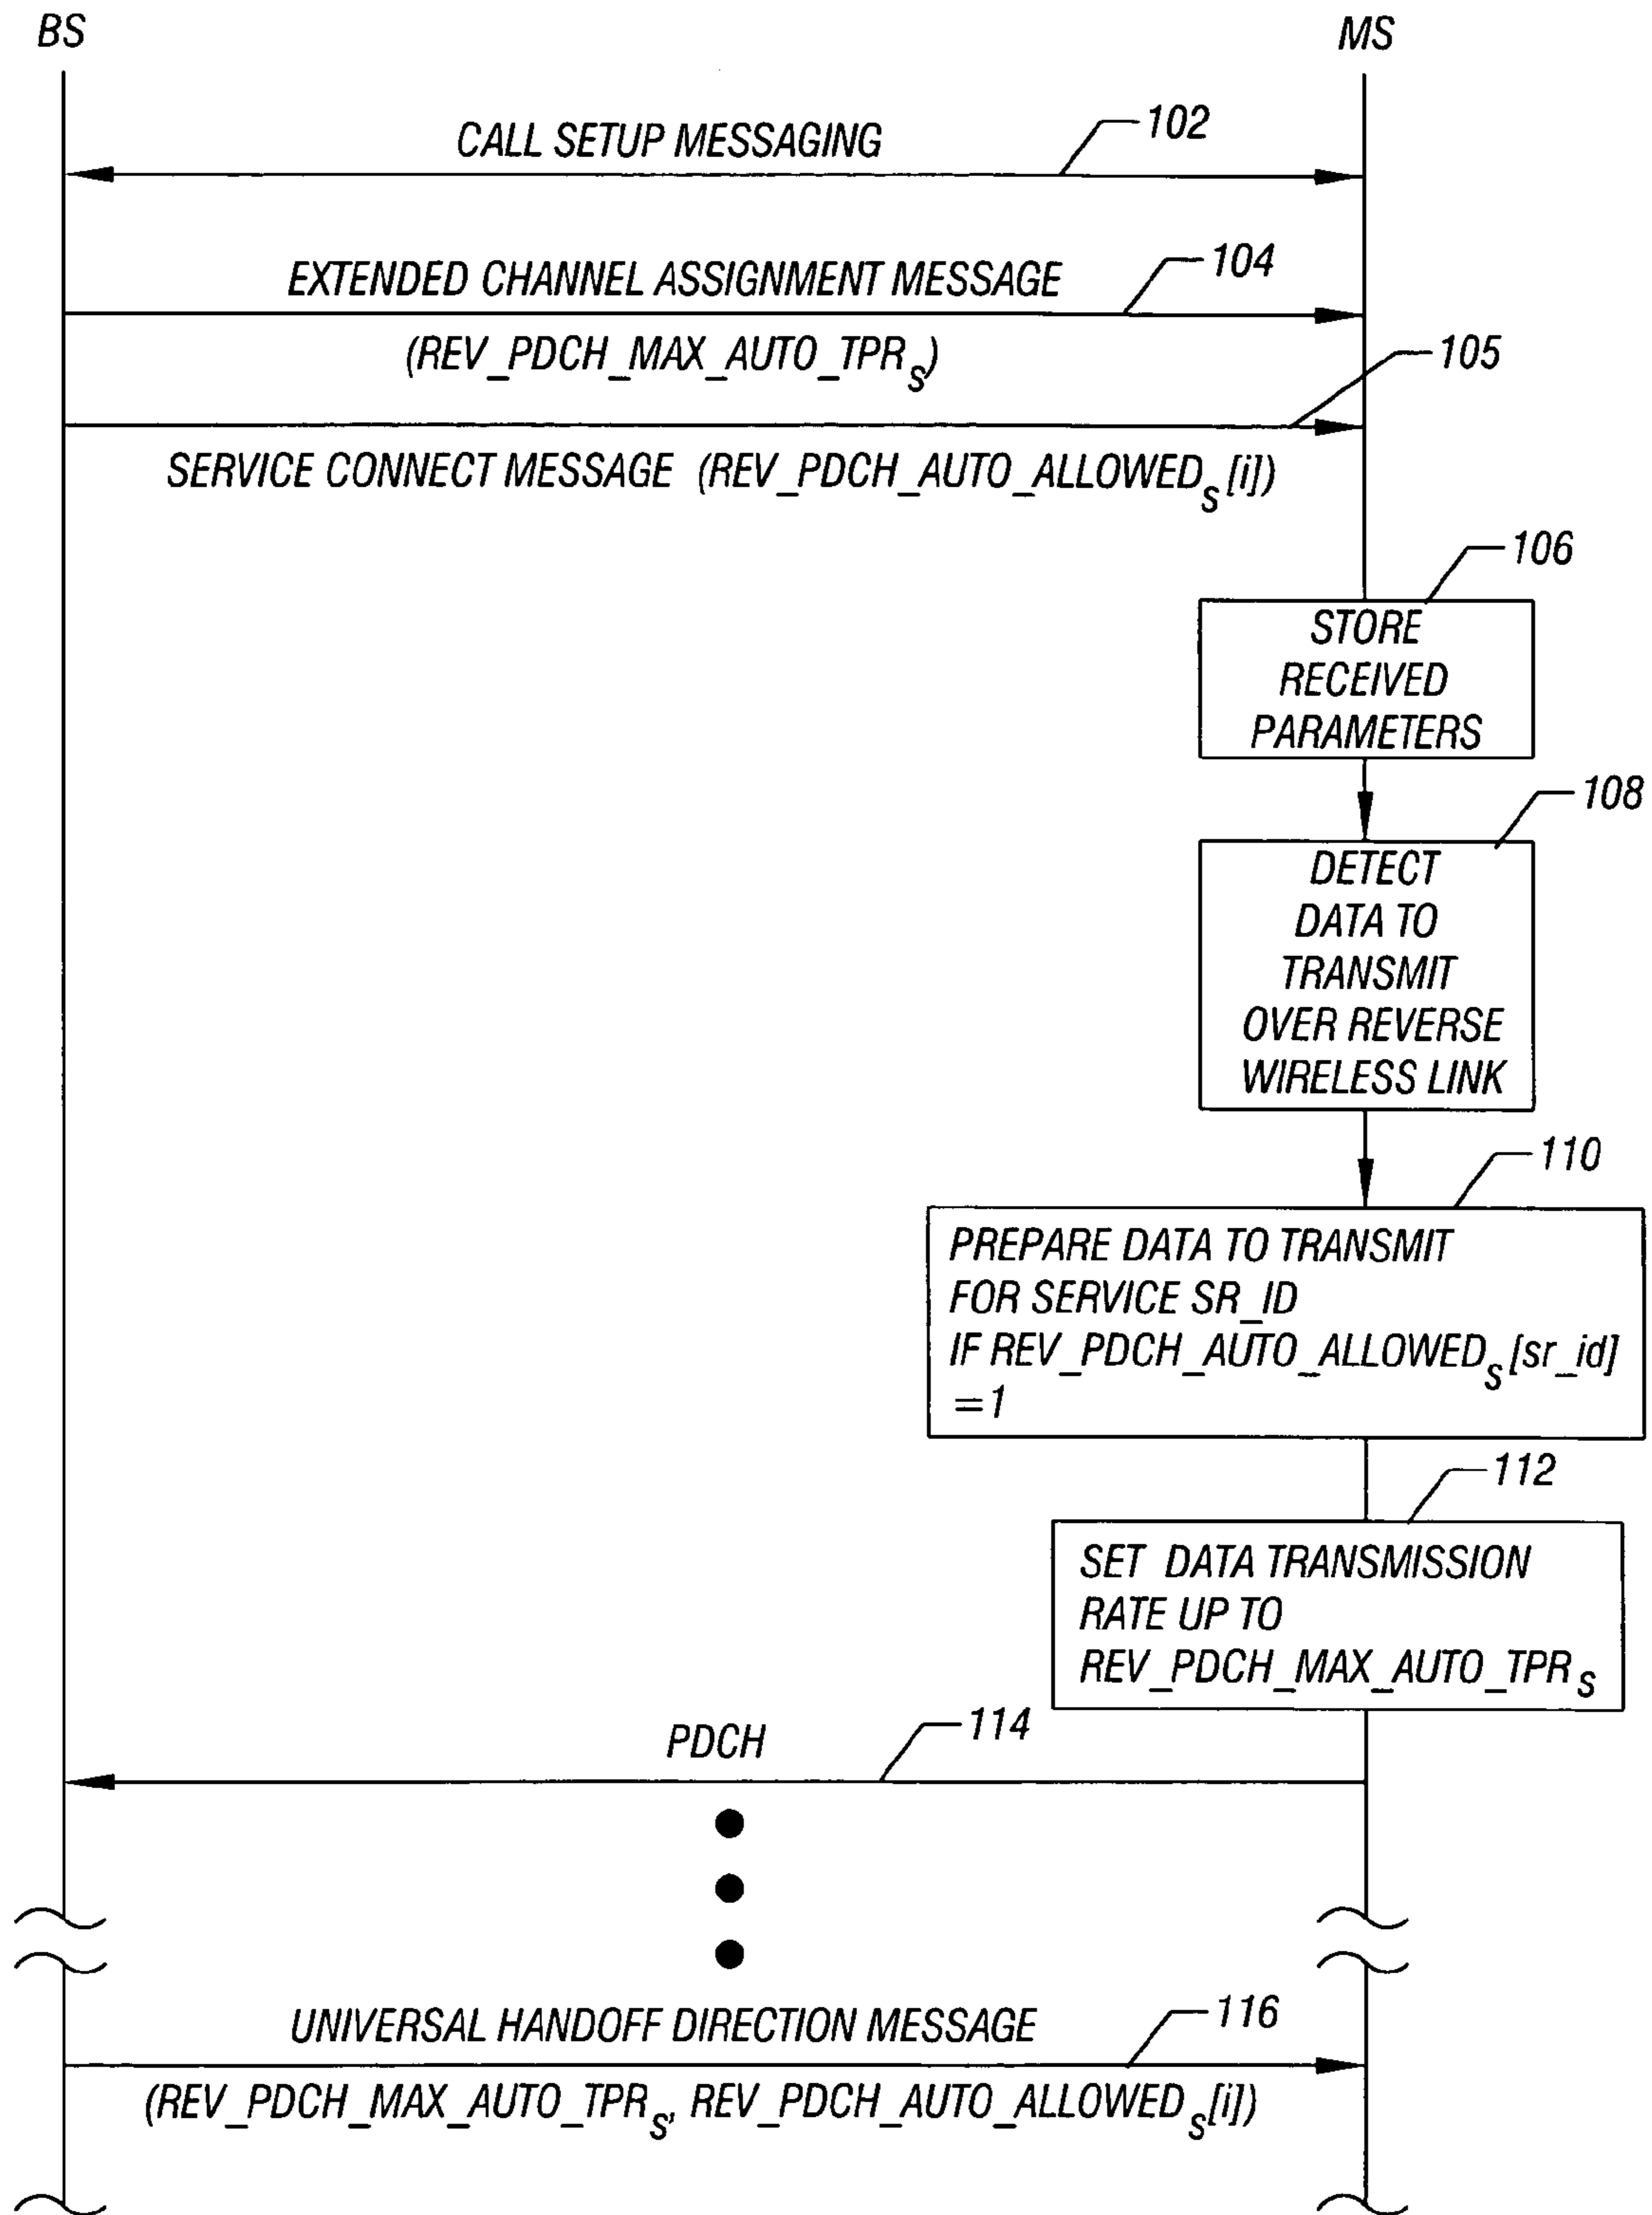 BS
MS
CALL SETUP MESSAGING
102
EXTENDED CHANNEL ASSIGNMENT MESSAGE
104
(REV_PDCH_MAX_AUTO_TPRs)
105
SERVICE CONNECT MESSAGE (REV_PDCH_AUTO_ALLOWEDs[i])
106
STORE
RECEIVED
PARAMETERS
108
DETECT
DATA TO
TRANSMIT
OVER REVERSE
WIRELESS LINK
110
PREPARE DATA TO TRANSMIT
FOR SERVICE SR_ID
IF REV_PDCH_AUTO_ALLOWEDs[sr_id]
=1
112
SET DATA TRANSMISSION
RATE UP TO
REV_PDCH_MAX_AUTO_TPRs
PDCH
114
UNIVERSAL HANDOFF DIRECTION MESSAGE
116
(REV_PDCH_MAX_AUTO_TPRs, REV_PDCH_AUTO_ALLOWEDs[i])